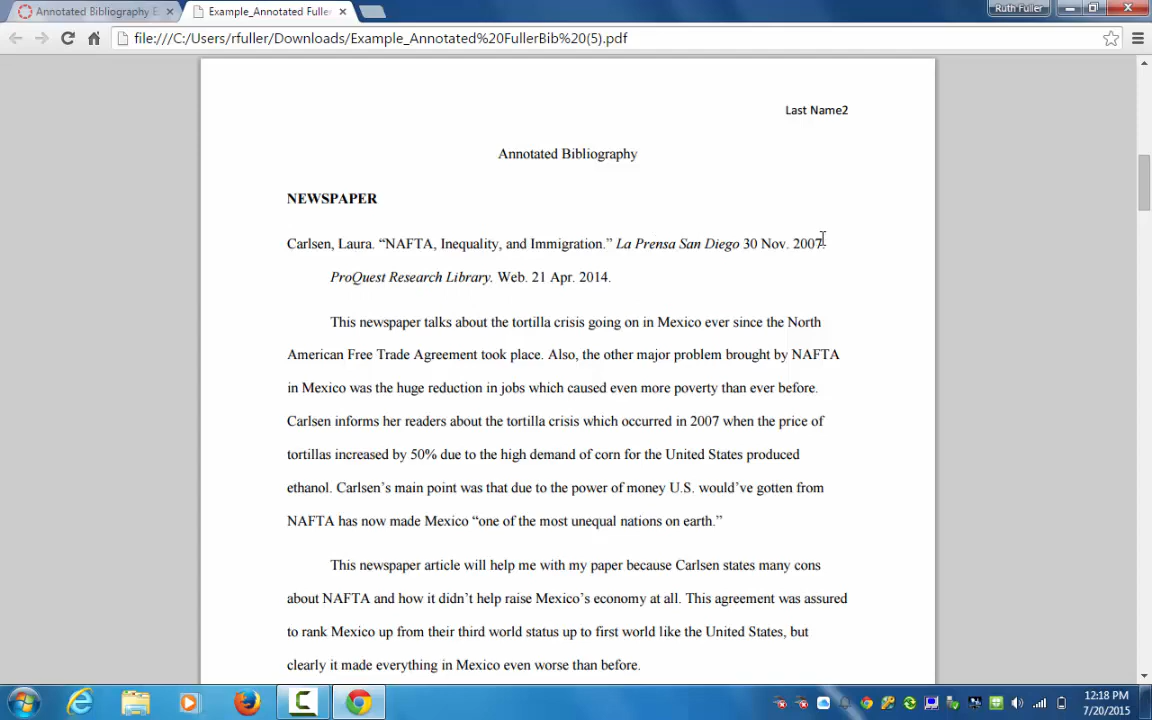 Annotated Bibliography E
Example_Annotated Fuller
Ruth Fuller
file:///C:/Users/rfuller/Downloads/Example_Annotated%20FullerBib%20(5).pdf
Last Name2
Annotated Bibliography
NEWSPAPER
Carlsen, Laura. “NAFTA, Inequality, and Immigration.” La Prensa San Diego 30 Nov. 2007.
ProQuest Research Library. Web. 21 Apr. 2014.
This newspaper talks about the tortilla crisis going on in Mexico ever since the North
American Free Trade Agreement took place. Also, the other major problem brought by NAFTA
in Mexico was the huge reduction in jobs which caused even more poverty than ever before.
Carlsen informs her readers about the tortilla crisis which occurred in 2007 when the price of
tortillas increased by 50% due to the high demand of corn for the United States produced
ethanol. Carlsen’s main point was that due to the power of money U.S. would’ve gotten from
NAFTA has now made Mexico “one of the most unequal nations on earth.”
This newspaper article will help me with my paper because Carlsen states many cons
about NAFTA and how it didn’t help raise Mexico’s economy at all. This agreement was assured
to rank Mexico up from their third world status up to first world like the United States, but
clearly it made everything in Mexico even worse than before.
12:18 PM
7/20/2015